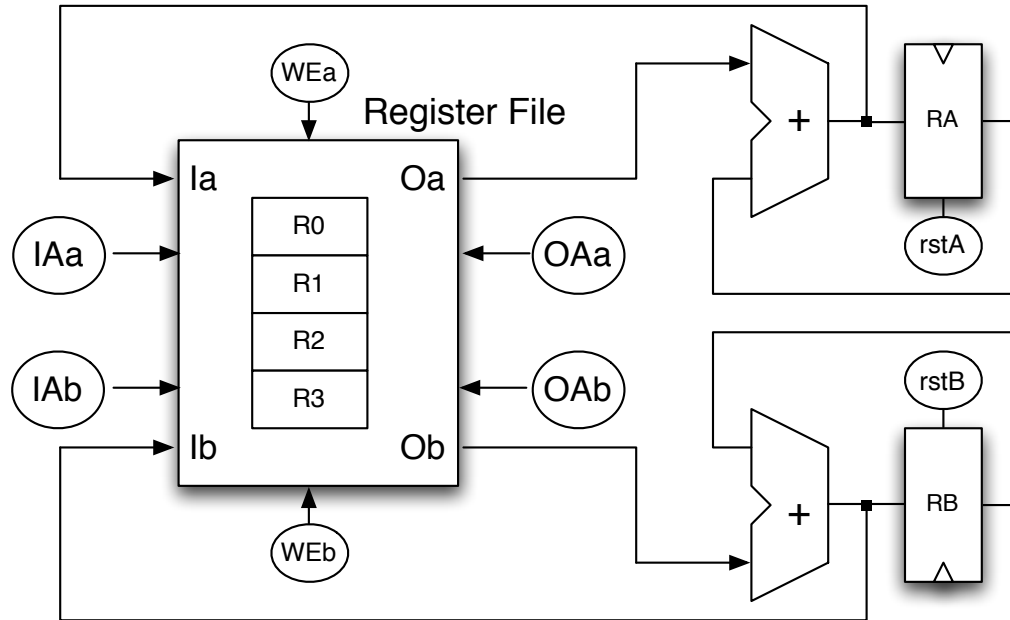 WEa
Register File
Ia
Oa
+
RA
R0
IAa
OAa
rstA
R1
R2
IAb
OAb
rstB
R3
Ib
Ob
+
RB
WEb